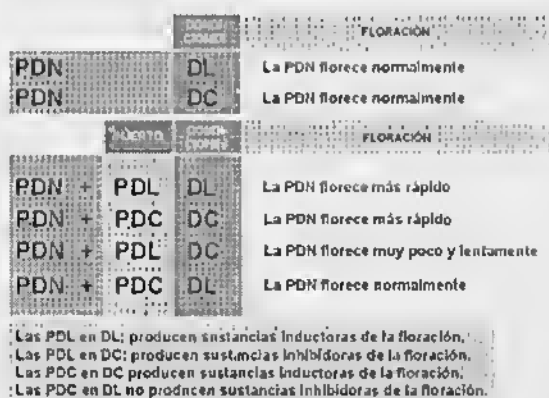 CONDI-
CIONES
FLORACIÓN
PDN DL La PDN florece normalmente
PDN DC La PDN florece normalmente
INJERTO CONDI-
CIONES
FLORACIÓN
PDN + PDL DL La PDN florece más rápido
PDN + PDC DC La PDN florece más rápido
PDN + PDL DC La PDN florece muy poco y lentamente
PDN + PDC DL La PDN florece normalmente
Las PDL en DL; producen sustancias inductoras de la floración.
Las PDL en DC; producen sustancias inhibidoras de la floración.
Las PDC en DC producen sustancias inductoras de la floración.
Las PDC en DL no producen sustancias inhibidoras de la floración.